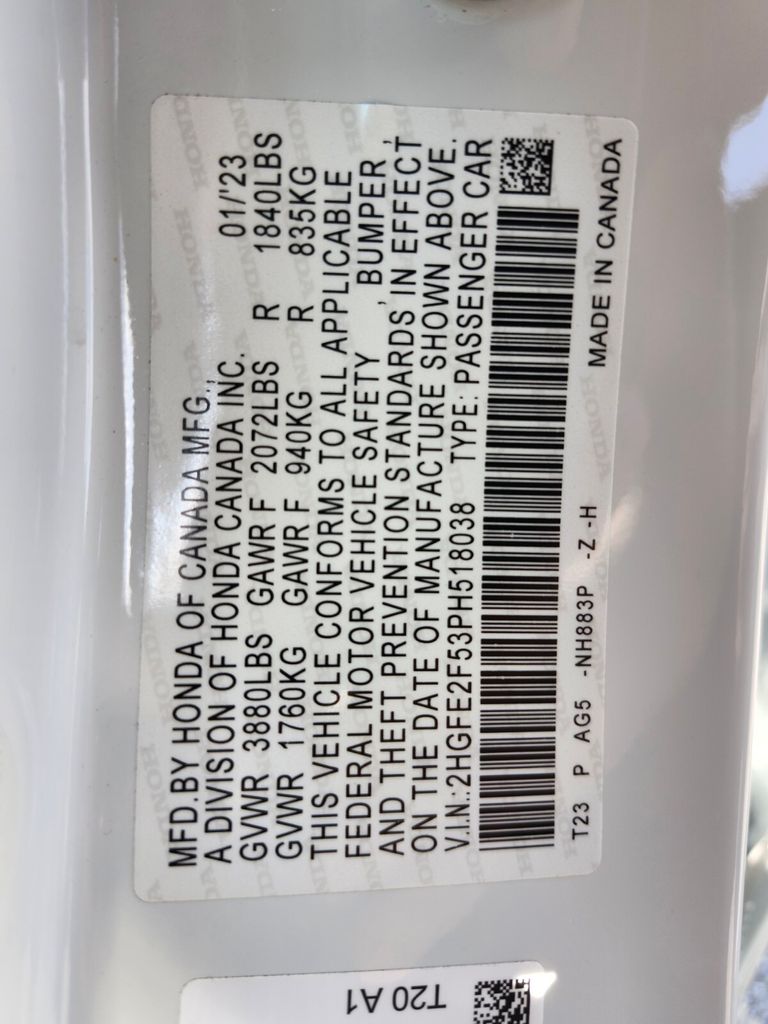 MFD.BY HONDA OF CANADA MFG.,
A DIVISION OF HONDA CANADA INC. 01/'23
GVWR 3880LBS GAWR F 2072LBS R 1840LBS
GVWR 1760KG GAWR F 940KG R 835KG
THIS VEHICLE CONFORMS TO ALL APPLICABLE
FEDERAL MOTOR VEHICLE SAFETY , BUMPER ,
AND THEFT PREVENTION STANDARDS IN EFFECT
ON THE DATE OF MANUFACTURE SHOWN ABOVE.
V.I.N.: 2HGFE2F53PH518038 TYPE: PASSENGER CAR
T23 P AG5 -NH883P -Z -H
MADE IN CANADA
T20 A1